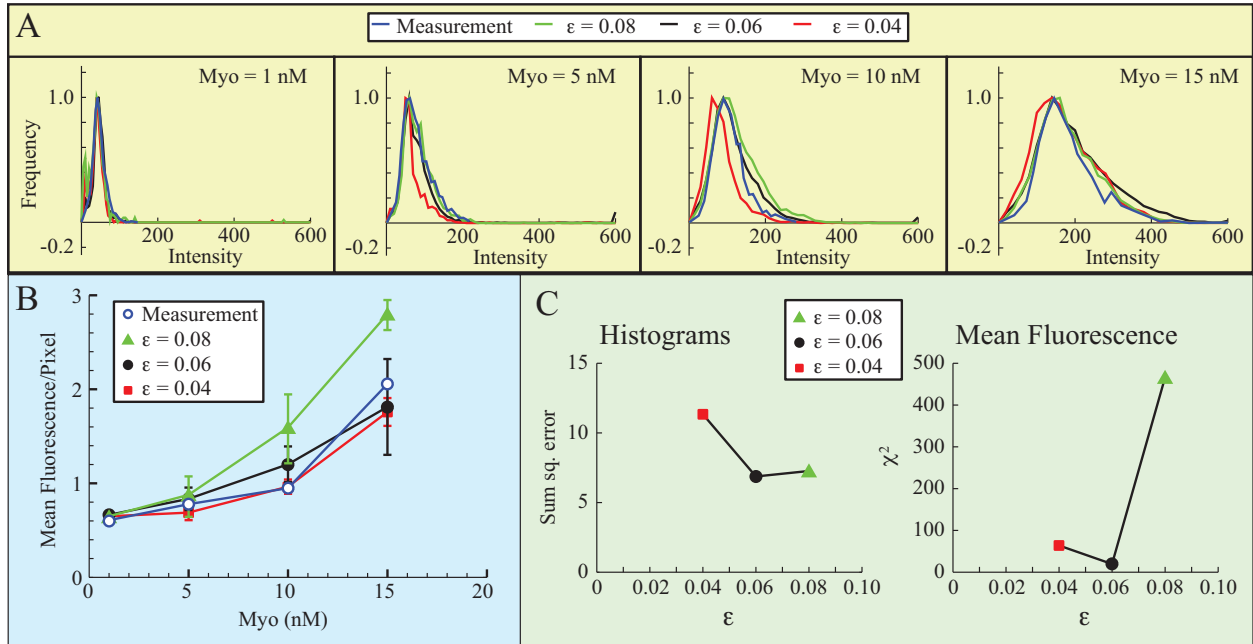 A
Measurement ε = 0.08 ε = 0.06 ε = 0.04
Myo = 1 nM
Frequency
1.0
-0.2
200 400 600
Intensity
Myo = 5 nM
1.0
-0.2
200 400 600
Intensity
Myo = 10 nM
1.0
-0.2
200 400 600
Intensity
Myo = 15 nM
1.0
-0.2
200 400 600
Intensity
B
Measurement
ε = 0.08
ε = 0.06
ε = 0.04
Mean Fluorescence/Pixel
3
2
1
0
0 5 10 15 20
Myo (nM)
C
ε = 0.08
ε = 0.06
ε = 0.04
Histograms
Sum sq. error
15
10
5
0
0 0.02 0.04 0.06 0.08 0.10
ε
Mean Fluorescence
χ²
500
400
300
200
100
0
0 0.02 0.04 0.06 0.08 0.10
ε